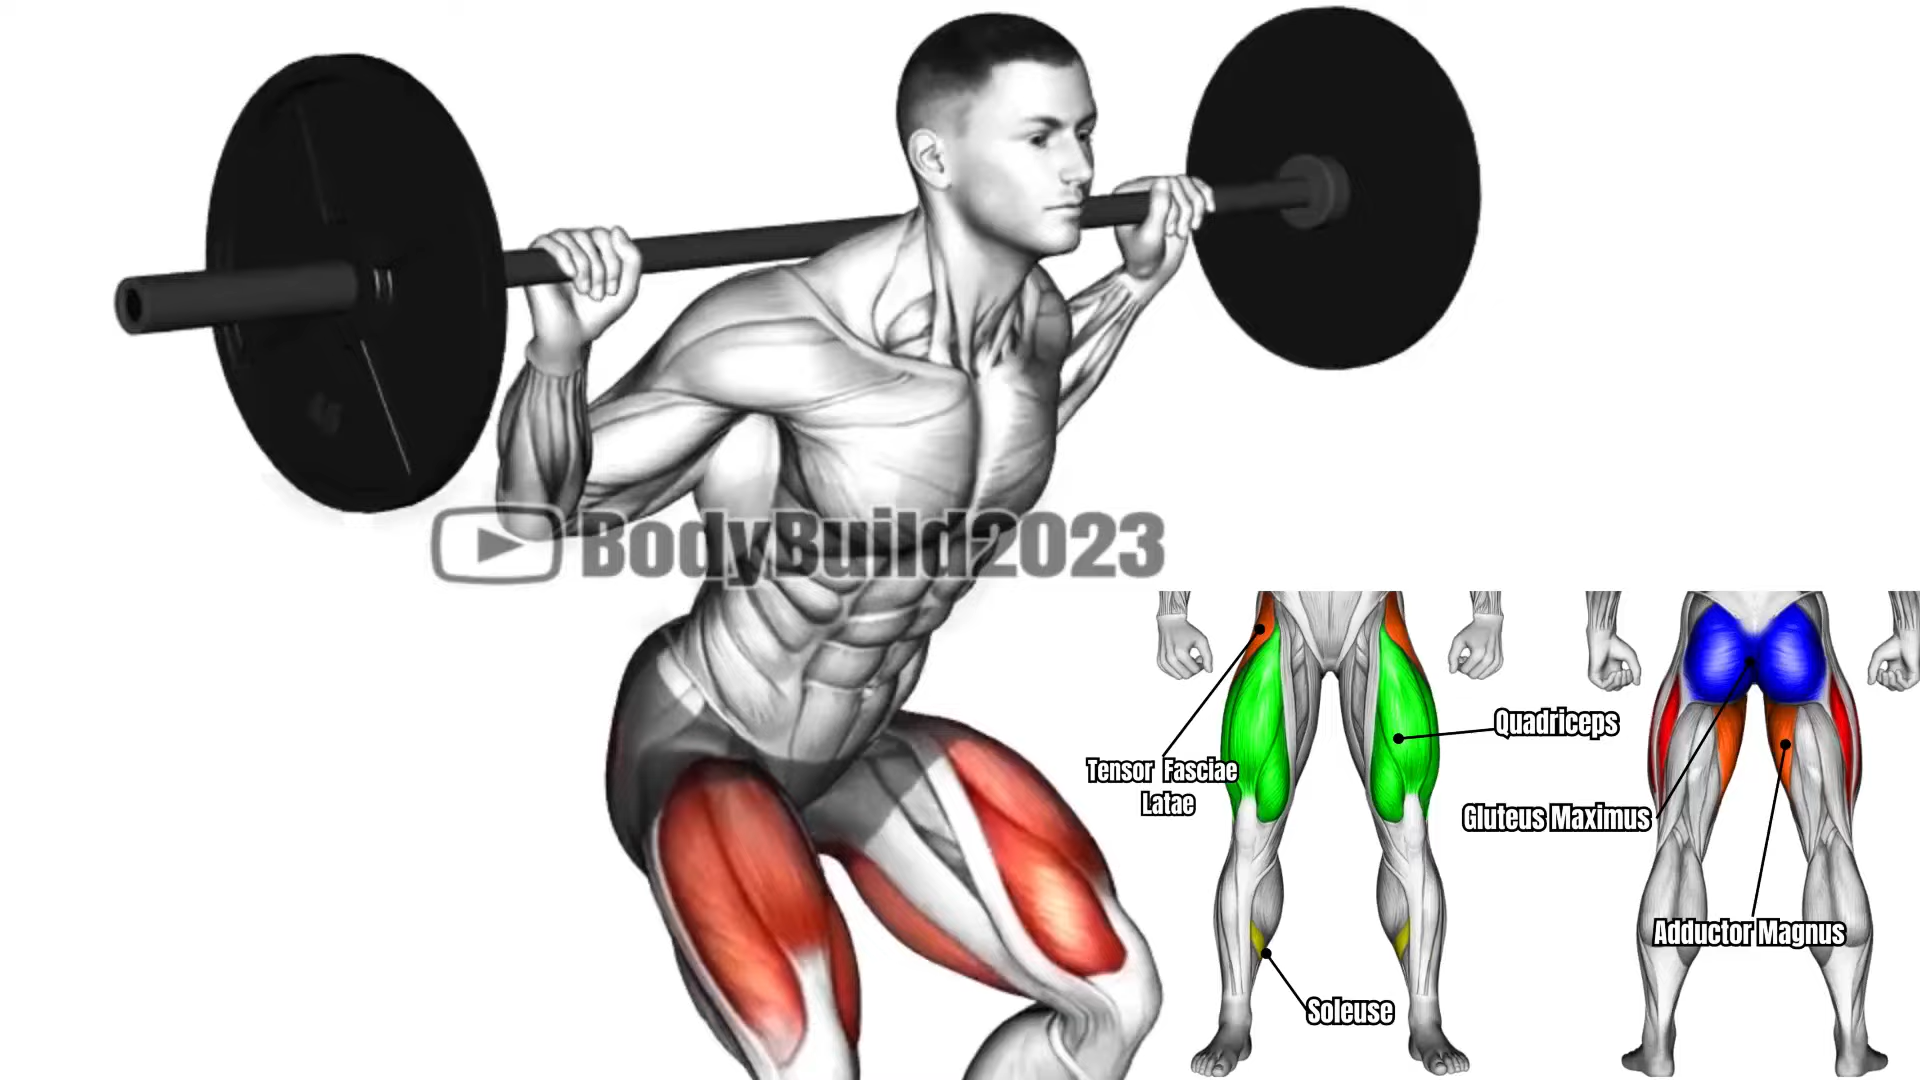 BodyBuild2023
Quadriceps
Tensor Fasciae
Latae
Gluteus Maximus
Adductor Magnus
Soleuse